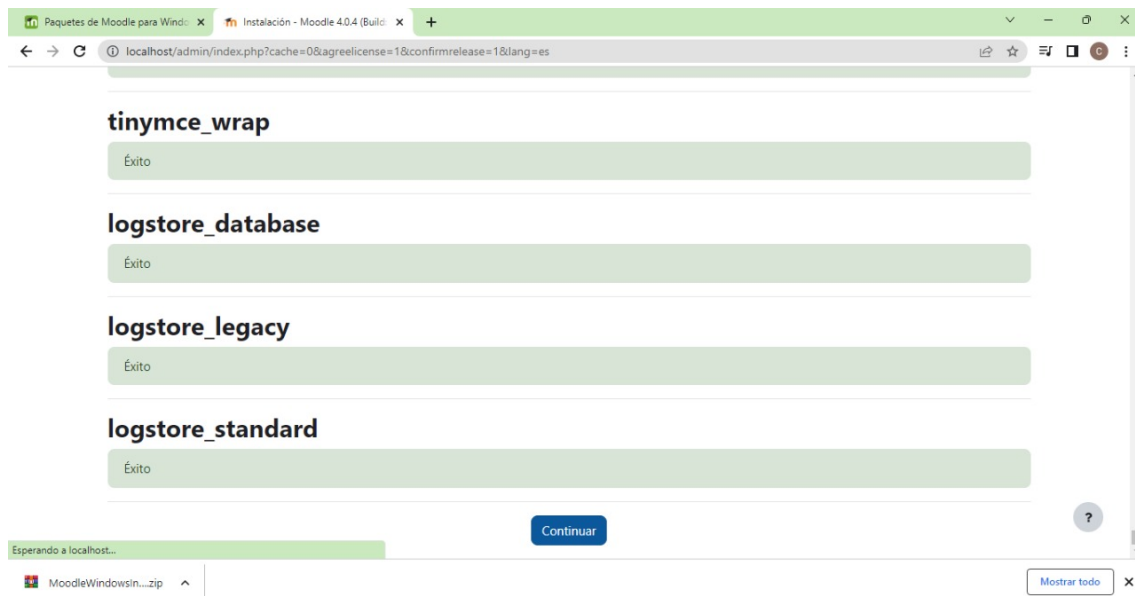 Paquetes de Moodle para Windo
Instalación - Moodle 4.0.4 (Build:
localhost/admin/index.php?cache=0&agreelicense=1&confirmrelease=1&lang=es
C
tinymce_wrap
Éxito
logstore_database
Éxito
logstore_legacy
Éxito
logstore_standard
Éxito
Continuar
?
Esperando a localhost...
MoodleWindowsIn....zip
Mostrar todo